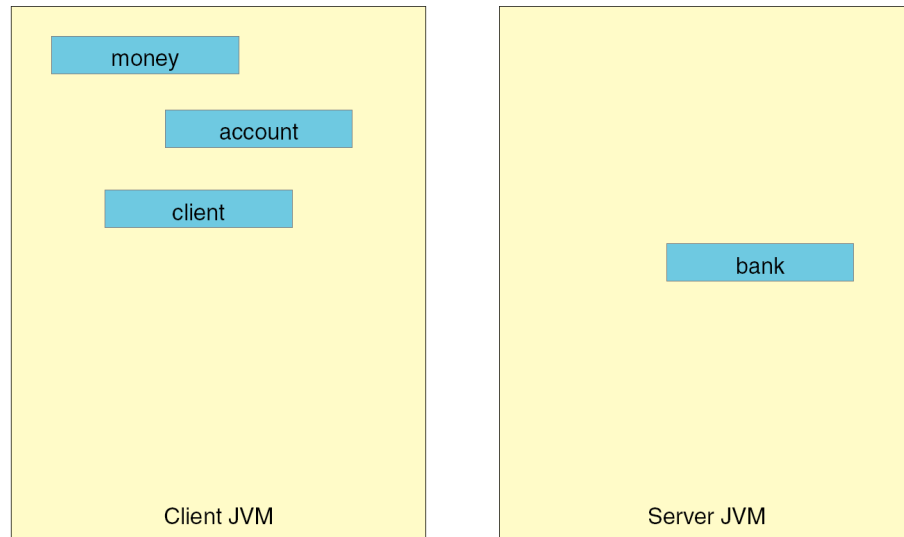 money
account
client
bank
Client JVM
Server JVM